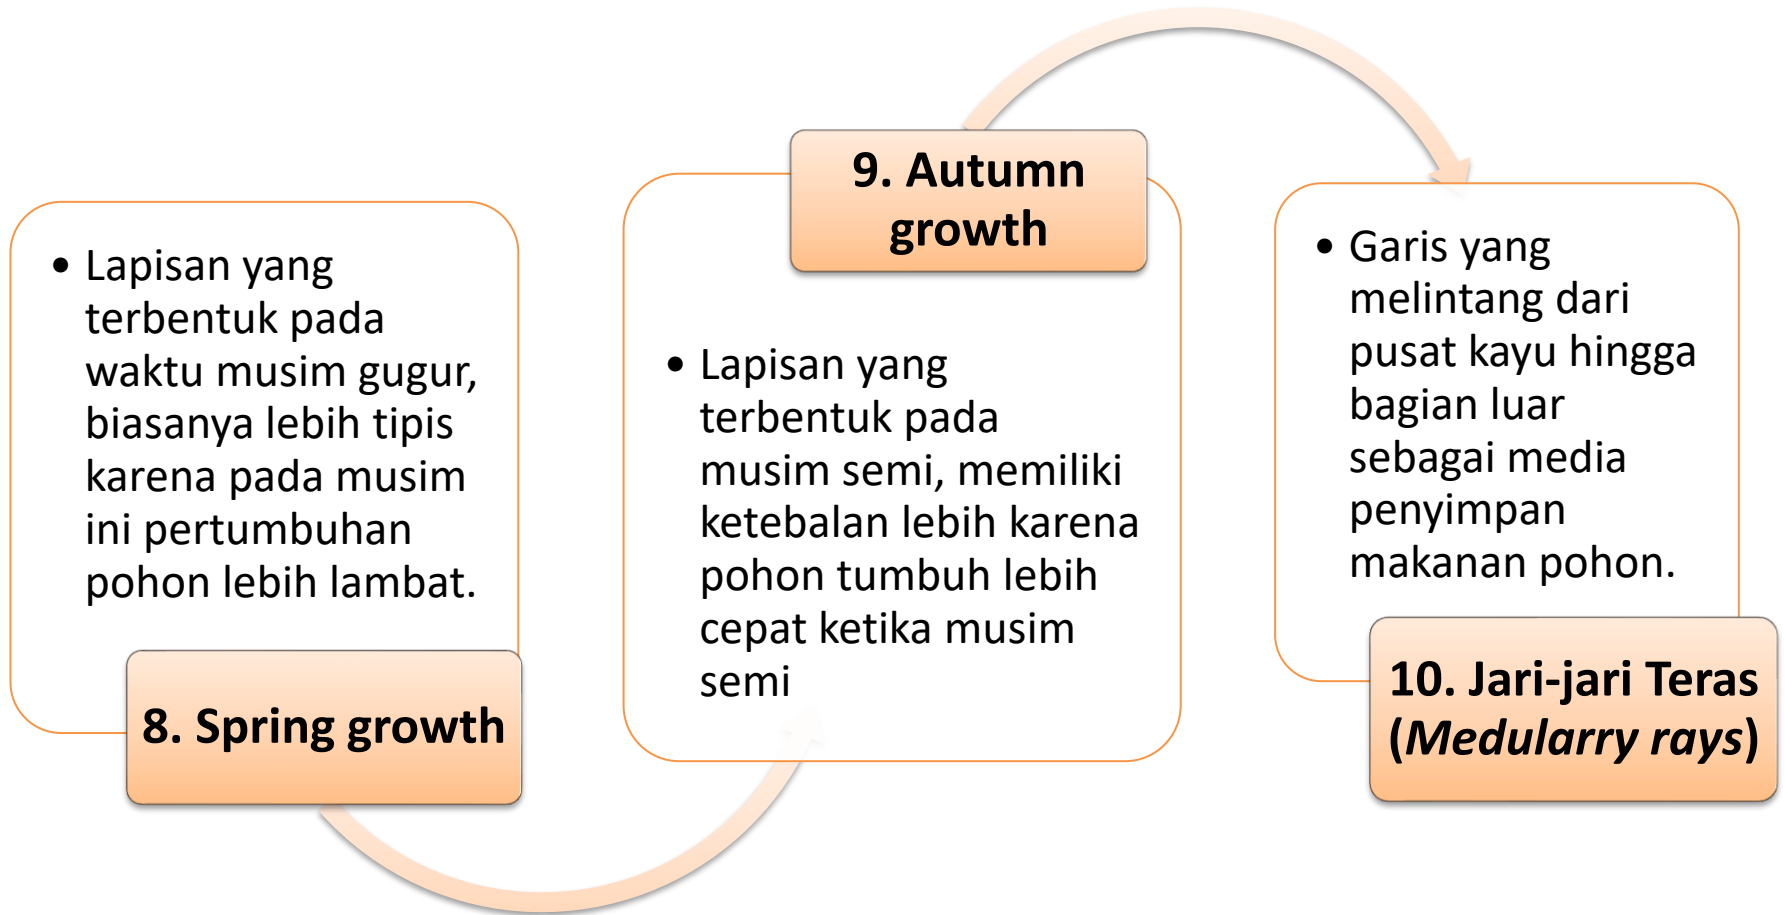 • Lapisan yang
terbentuk pada
waktu musim gugur,
biasanya lebih tipis
karena pada musim
ini pertumbuhan
pohon lebih lambat.
8. Spring growth
9. Autumn
growth
• Lapisan yang
terbentuk pada
musim semi, memiliki
ketebalan lebih karena
pohon tumbuh lebih
cepat ketika musim
semi
• Garis yang
melintang dari
pusat kayu hingga
bagian luar
sebagai media
penyimpan
makanan pohon.
10. Jari-jari Teras
(Medularry rays)